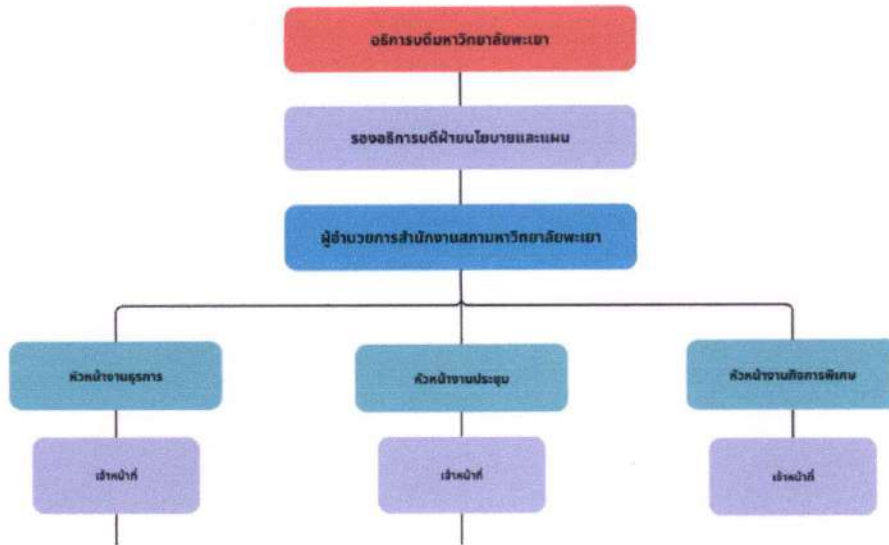 อธิการบดีมหาวิทยาลัยพะเยา
รองอธิการบดีฝ่ายนโยบายและแผน
ผู้อำนวยการสำนักงานสภามหาวิทยาลัยพะเยา
หัวหน้างานธุรการ
หัวหน้างานประชุม
หัวหน้างานกิจการพิเศษ
เจ้าหน้าที่
เจ้าหน้าที่
เจ้าหน้าที่